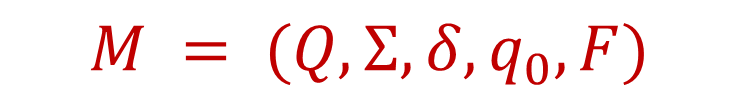 M = (Q, Σ, δ, q₀, F)